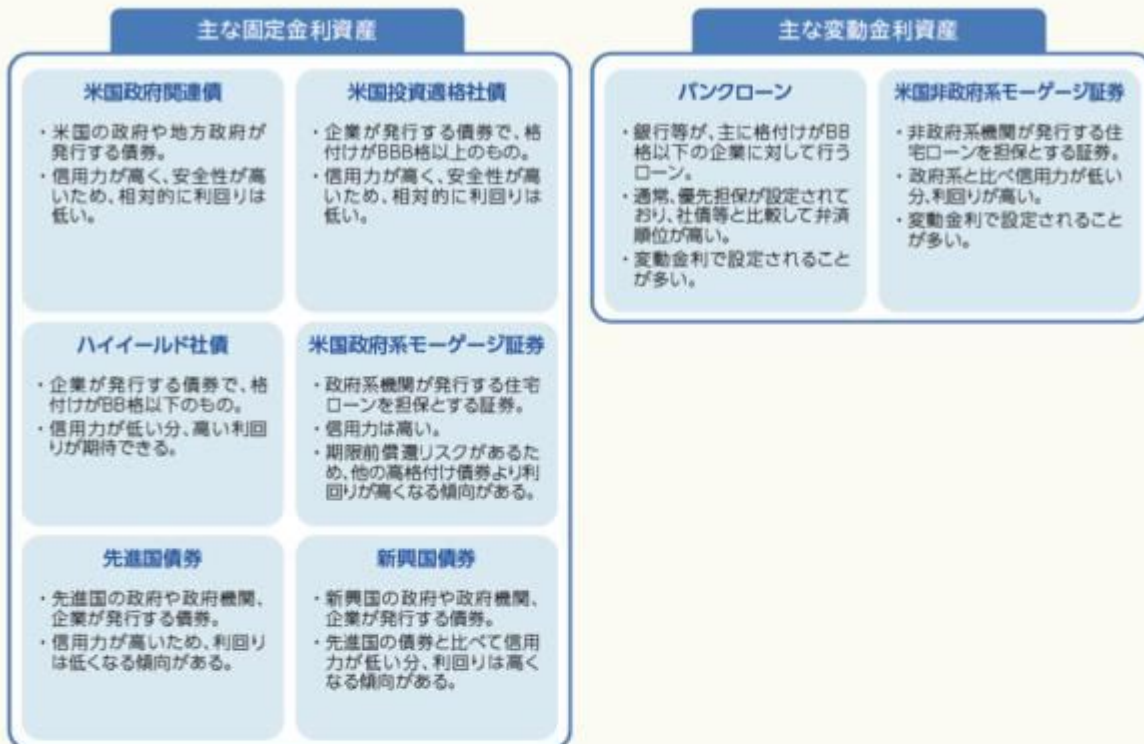 主な固定金利資産
米国政府関連債
・米国の政府や地方政府が
発行する債券。
・信用力が高く、安全性が高
いため、相対的に利回りは
低い。
米国投資適格社債
・企業が発行する債券で、格
付けがBBB格以上のもの。
・信用力が高く、安全性が高
いため、相対的に利回りは
低い。
ハイイールド社債
・企業が発行する債券で、格
付けがBB格以下のもの。
・信用力が低い分、高い利回
りが期待できる。
米国政府系モーゲージ証券
・政府系機関が発行する住宅
ローンを担保とする証券。
・信用力は高い。
・期限前償還リスクがあるた
め、他の高格付け債券より利
回りが高くなる傾向がある。
先進国債券
・先進国の政府や政府機関、
企業が発行する債券。
・信用力が高いため、利回り
は低くなる傾向がある。
新興国債券
・新興国の政府や政府機関、
企業が発行する債券。
・先進国の債券と比べて信用
力が低い分、利回りは高く
なる傾向がある。
主な変動金利資産
バンクローン
・銀行等が、主に格付けがBB
格以下の企業に対して行う
ローン。
・通常、優先担保が設定されて
おり、社債等と比較して弁済
順位が高い。
・変動金利で設定されること
が多い。
米国非政府系モーゲージ証券
・非政府系機関が発行する住
宅ローンを担保とする証券。
・政府系と比べ信用力が低い
分、利回りが高い。
・変動金利で設定されること
が多い。